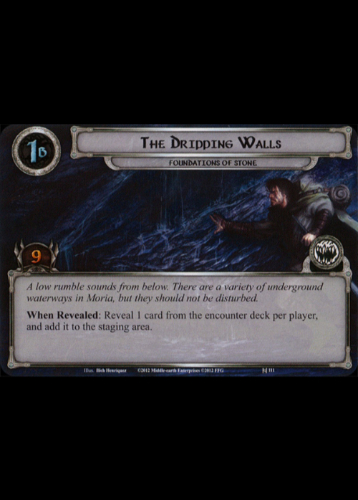 1B
THE DRIPPING WALLS
FOUNDATIONS OF STONE
9
A low rumble sounds from below. There are a variety of underground
waterways in Moria, but they should not be disturbed.
When Revealed: Reveal 1 card from the encounter deck per player,
and add it to the staging area.
Illus. Bob Henriquez ©2012 Middle-earth Enterprises ©2012 FFG